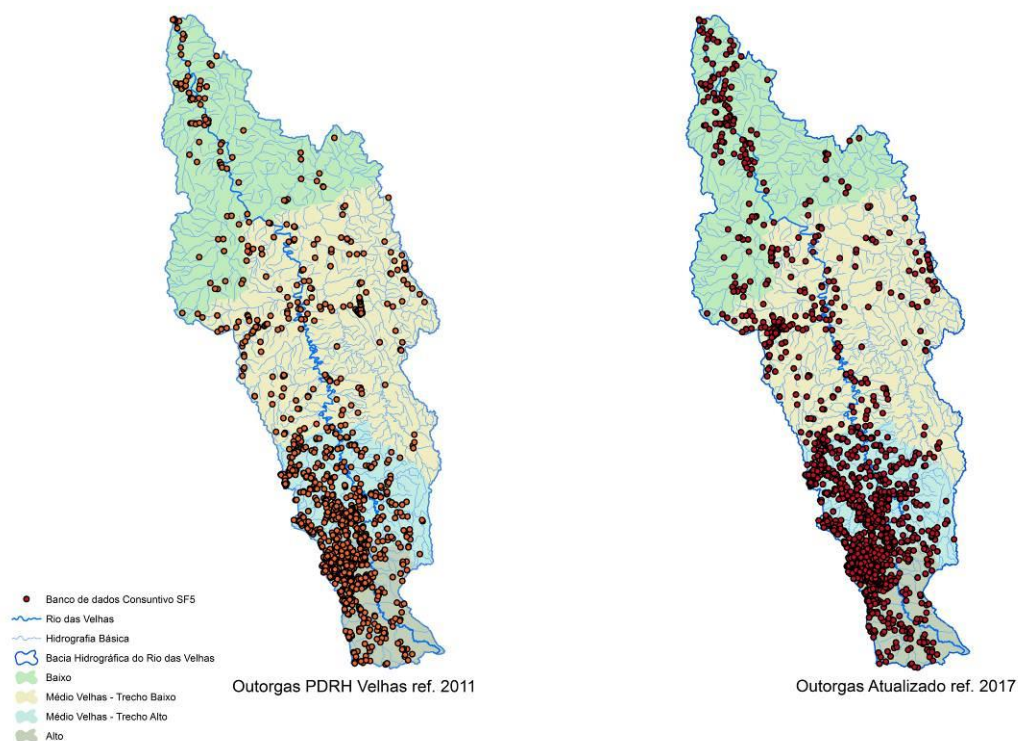 Banco de dados Consuntivo SF5
Rio das Velhas
Hidrografia Básica
Bacia Hidrográfica do Rio das Velhas
Baixo
Médio Velhas - Trecho Baixo
Médio Velhas - Trecho Alto
Alto
Outorgas PDRH Velhas ref. 2011
Outorgas Atualizado ref. 2017